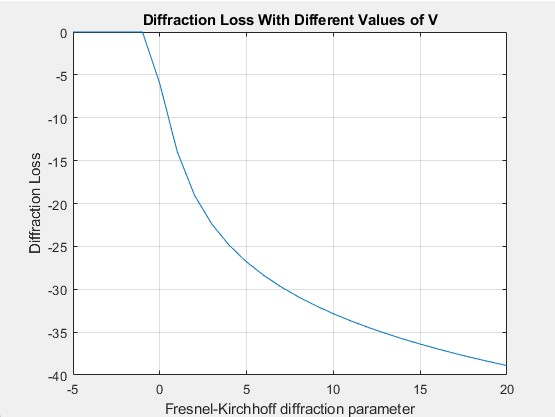 Diffraction Loss With Different Values of V
0
-5
-10
-15
-20
-25
-30
-35
-40
Diffraction Loss
-5 0 5 10 15 20
Fresnel-Kirchhoff diffraction parameter